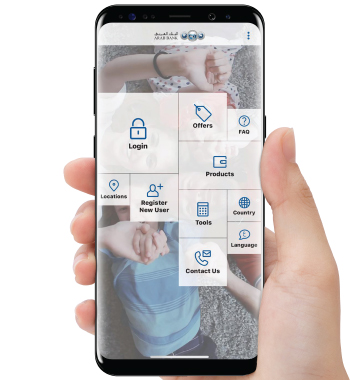 البنك العربي
ARAB BANK
Login
Offers
FAQ
Products
Locations
Register
New User
Tools
Country
Language
Contact Us